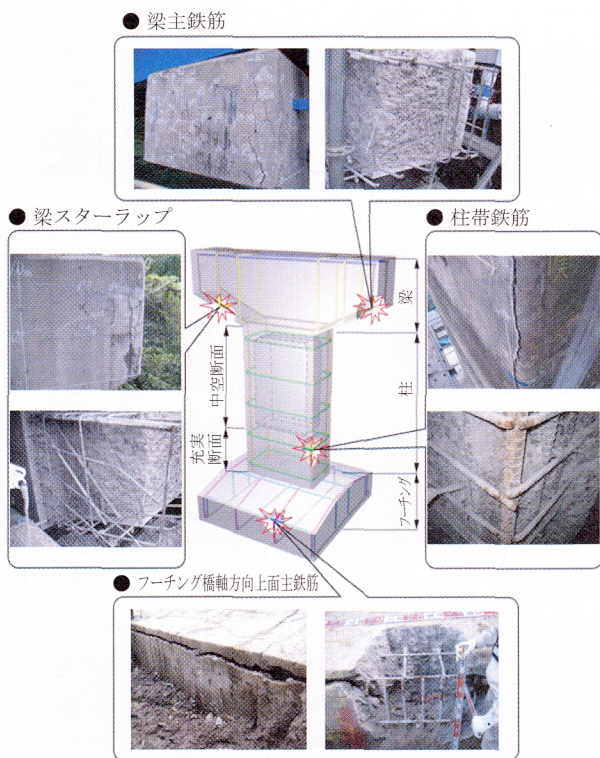 ● 梁主鉄筋
● 梁スターラップ
● 柱帯鉄筋
梁
中空断面
柱
充実
断面
フーチング
● フーチング橋軸方向上面主鉄筋